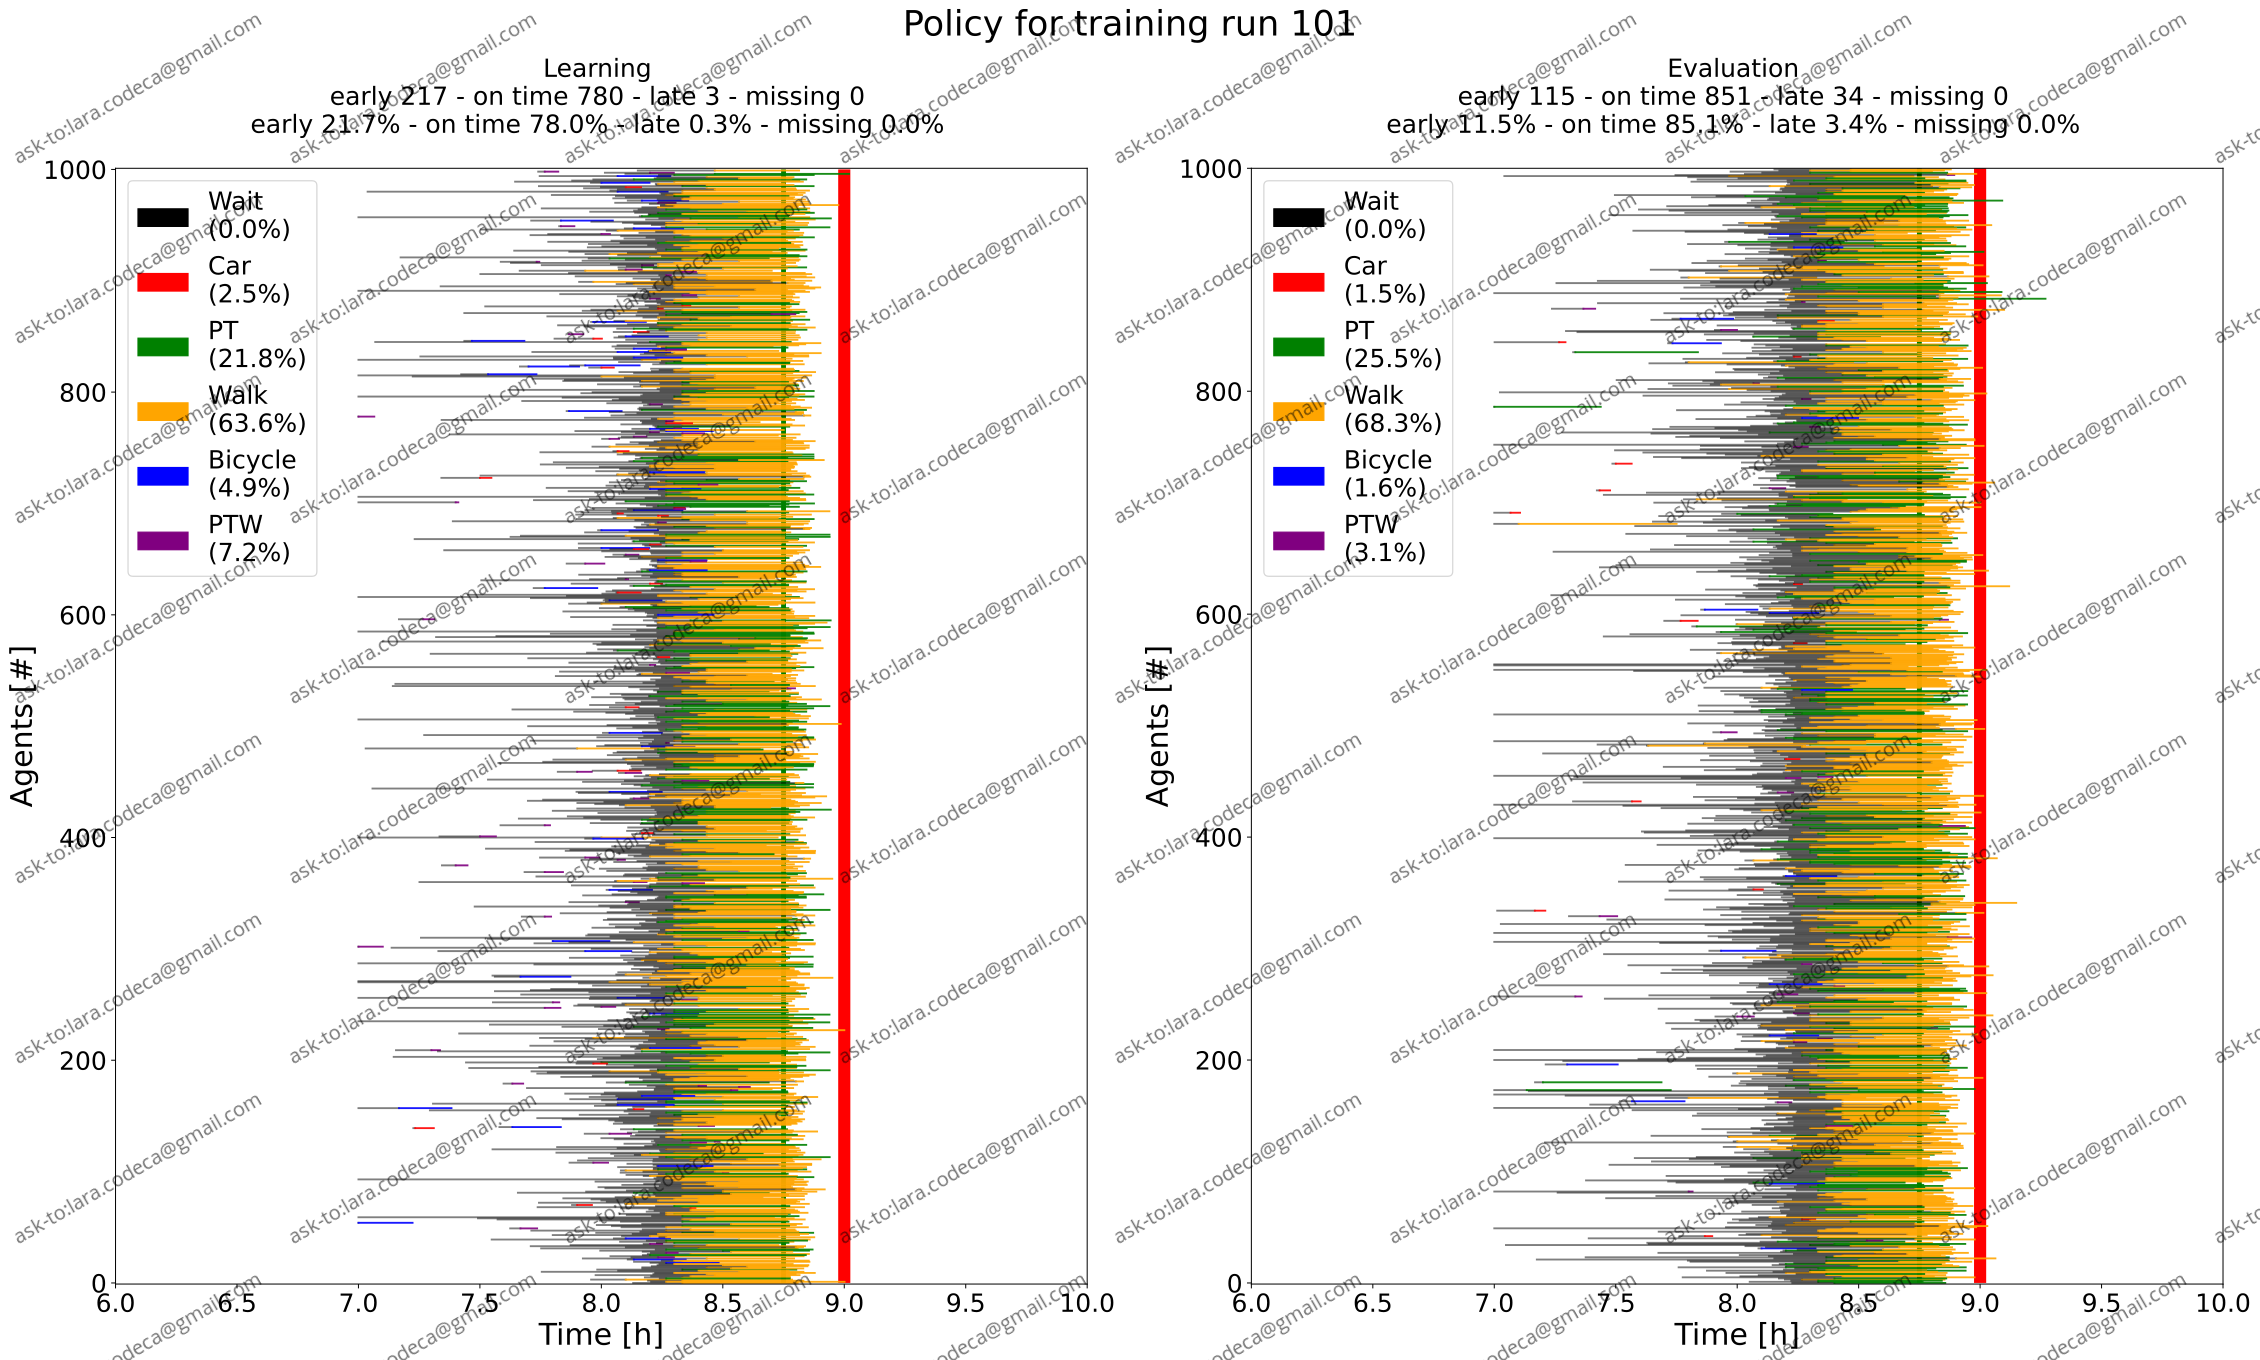 Policy for training run 101
Learning
early 217 - on time 780 - late 3 - missing 0
early 21.7% - on time 78.0% - late 0.3% - missing 0.0%
1000
800
600
400
200
0
Agents [#]
Wait
(0.0%)
Car
(2.5%)
PT
(21.8%)
Walk
(63.6%)
Bicycle
(4.9%)
PTW
(7.2%)
6.0 6.5 7.0 7.5 8.0 8.5 9.0 9.5 10.0
Time [h]
Evaluation
early 115 - on time 851 - late 34 - missing 0
early 11.5% - on time 85.1% - late 3.4% - missing 0.0%
1000
800
600
400
200
0
Agents [#]
Wait
(0.0%)
Car
(1.5%)
PT
(25.5%)
Walk
(68.3%)
Bicycle
(1.6%)
PTW
(3.1%)
6.0 6.5 7.0 7.5 8.0 8.5 9.0 9.5 10.0
Time [h]
ask-to:lara.codeca@gmail.com